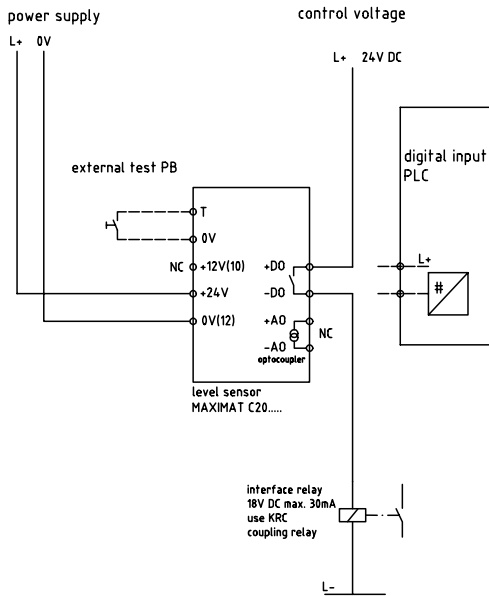 power supply
L+ 0V
control voltage
L+ 24V DC
digital input
PLC
external test PB
T
0V
NC +12V(10) +DO
L+
+24V -DO
#
0V(12) +AO
NC
-AO
optocoupler
level sensor
MAXIMAT C20.....
interface relay
18V DC max. 30mA
use KRC
coupling relay
L-